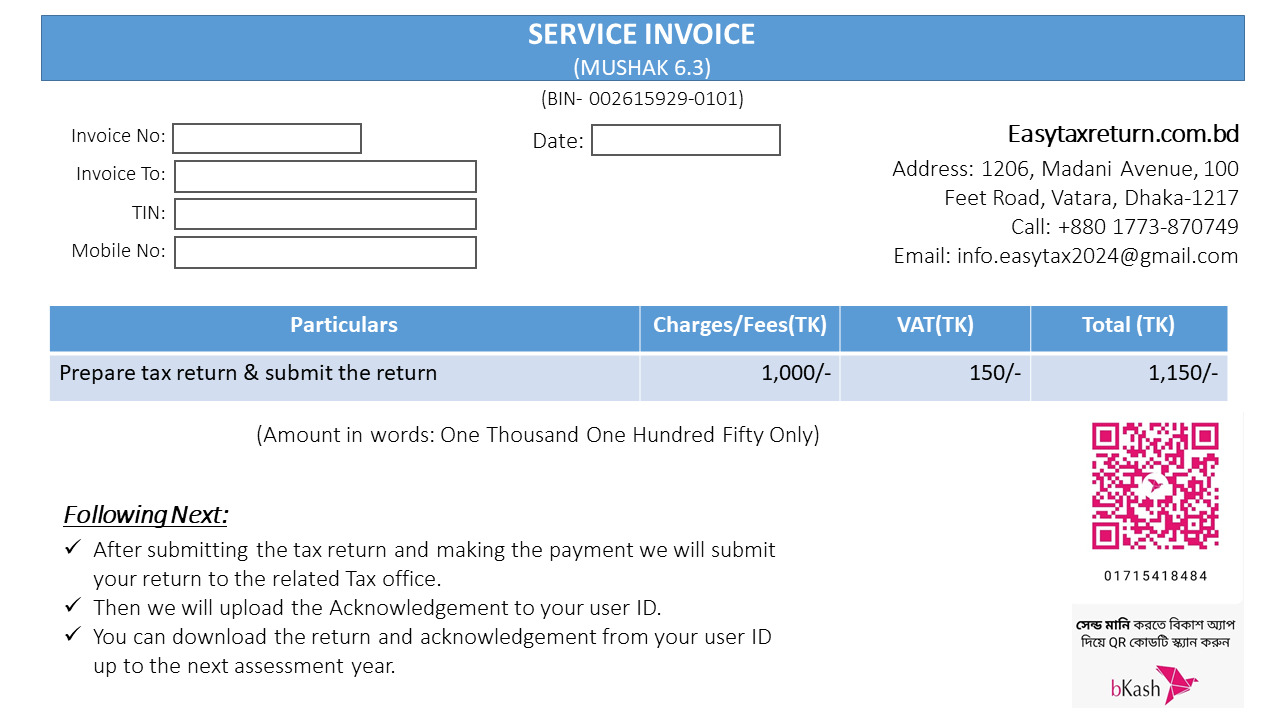 SERVICE INVOICE
(MUSHAK 6.3)
(BIN- 002615929-0101)
Invoice No:
Invoice To:
TIN:
Mobile No:
Date:
Easytaxreturn.com.bd
Address: 1206, Madani Avenue, 100
Feet Road, Vatara, Dhaka-1217
Call: +880 1773-870749
Email: info.easytax2024@gmail.com
Particulars Charges/Fees(TK) VAT(TK) Total (TK)
Prepare tax return & submit the return 1,000/- 150/- 1,150/-
(Amount in words: One Thousand One Hundred Fifty Only)
Following Next:
✓ After submitting the tax return and making the payment we will submit
your return to the related Tax office.
✓ Then we will upload the Acknowledgement to your user ID.
✓ You can download the return and acknowledgement from your user ID
up to the next assessment year.
01715418484
সেন্ড মানি করতে বিকাশ অ্যাপ
দিয়ে QR কোডটি স্ক্যান করুন
bKash